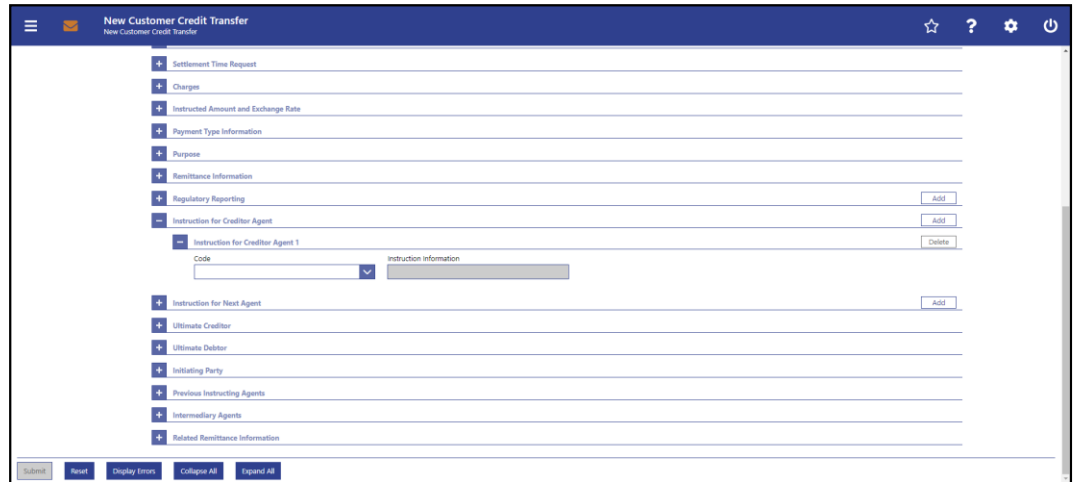 New Customer Credit Transfer
New Customer Credit Transfer
Settlement Time Request
Charges
Instructed Amount and Exchange Rate
Payment Type Information
Purpose
Remittance Information
Regulatory Reporting Add
Instruction for Creditor Agent Add
Instruction for Creditor Agent 1 Delete
Code Instruction Information
Instruction for Next Agent Add
Ultimate Creditor
Ultimate Debtor
Initiating Party
Previous Instructing Agents
Intermediary Agents
Related Remittance Information
Submit Reset Display Errors Collapse All Expand All